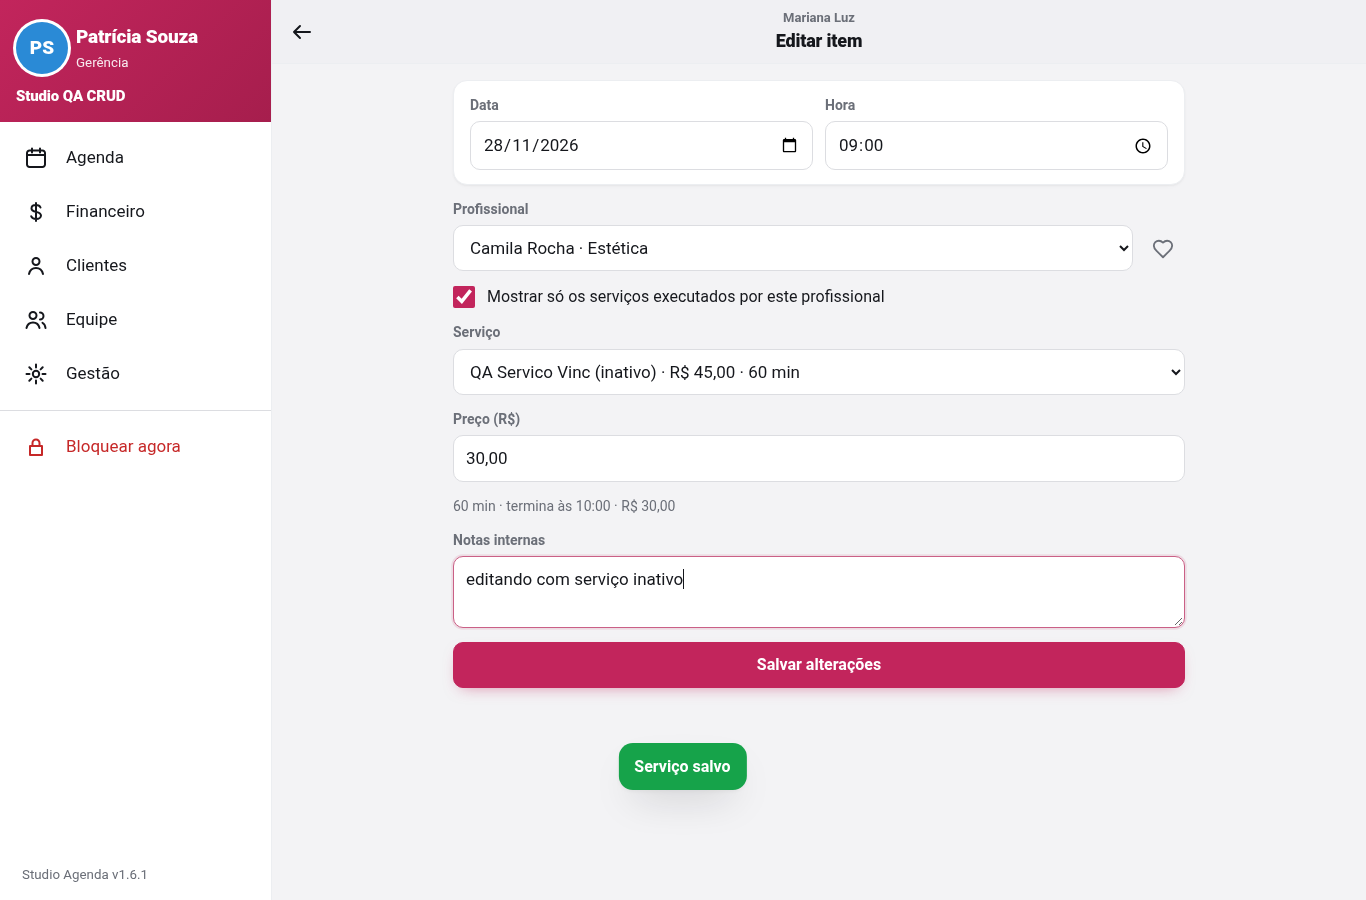 PS
Patrícia Souza
Gerência
Studio QA CRUD
Agenda
Financeiro
Clientes
Equipe
Gestão
Bloquear agora
Studio Agenda v1.6.1
Mariana Luz
Editar item
Data
Hora
28/11/2026
09:00
Profissional
Camila Rocha · Estética
Mostrar só os serviços executados por este profissional
Serviço
QA Servico Vinc (inativo) · R$ 45,00 · 60 min
Preço (R$)
30,00
60 min · termina às 10:00 · R$ 30,00
Notas internas
editando com serviço inativo
Salvar alterações
Serviço salvo